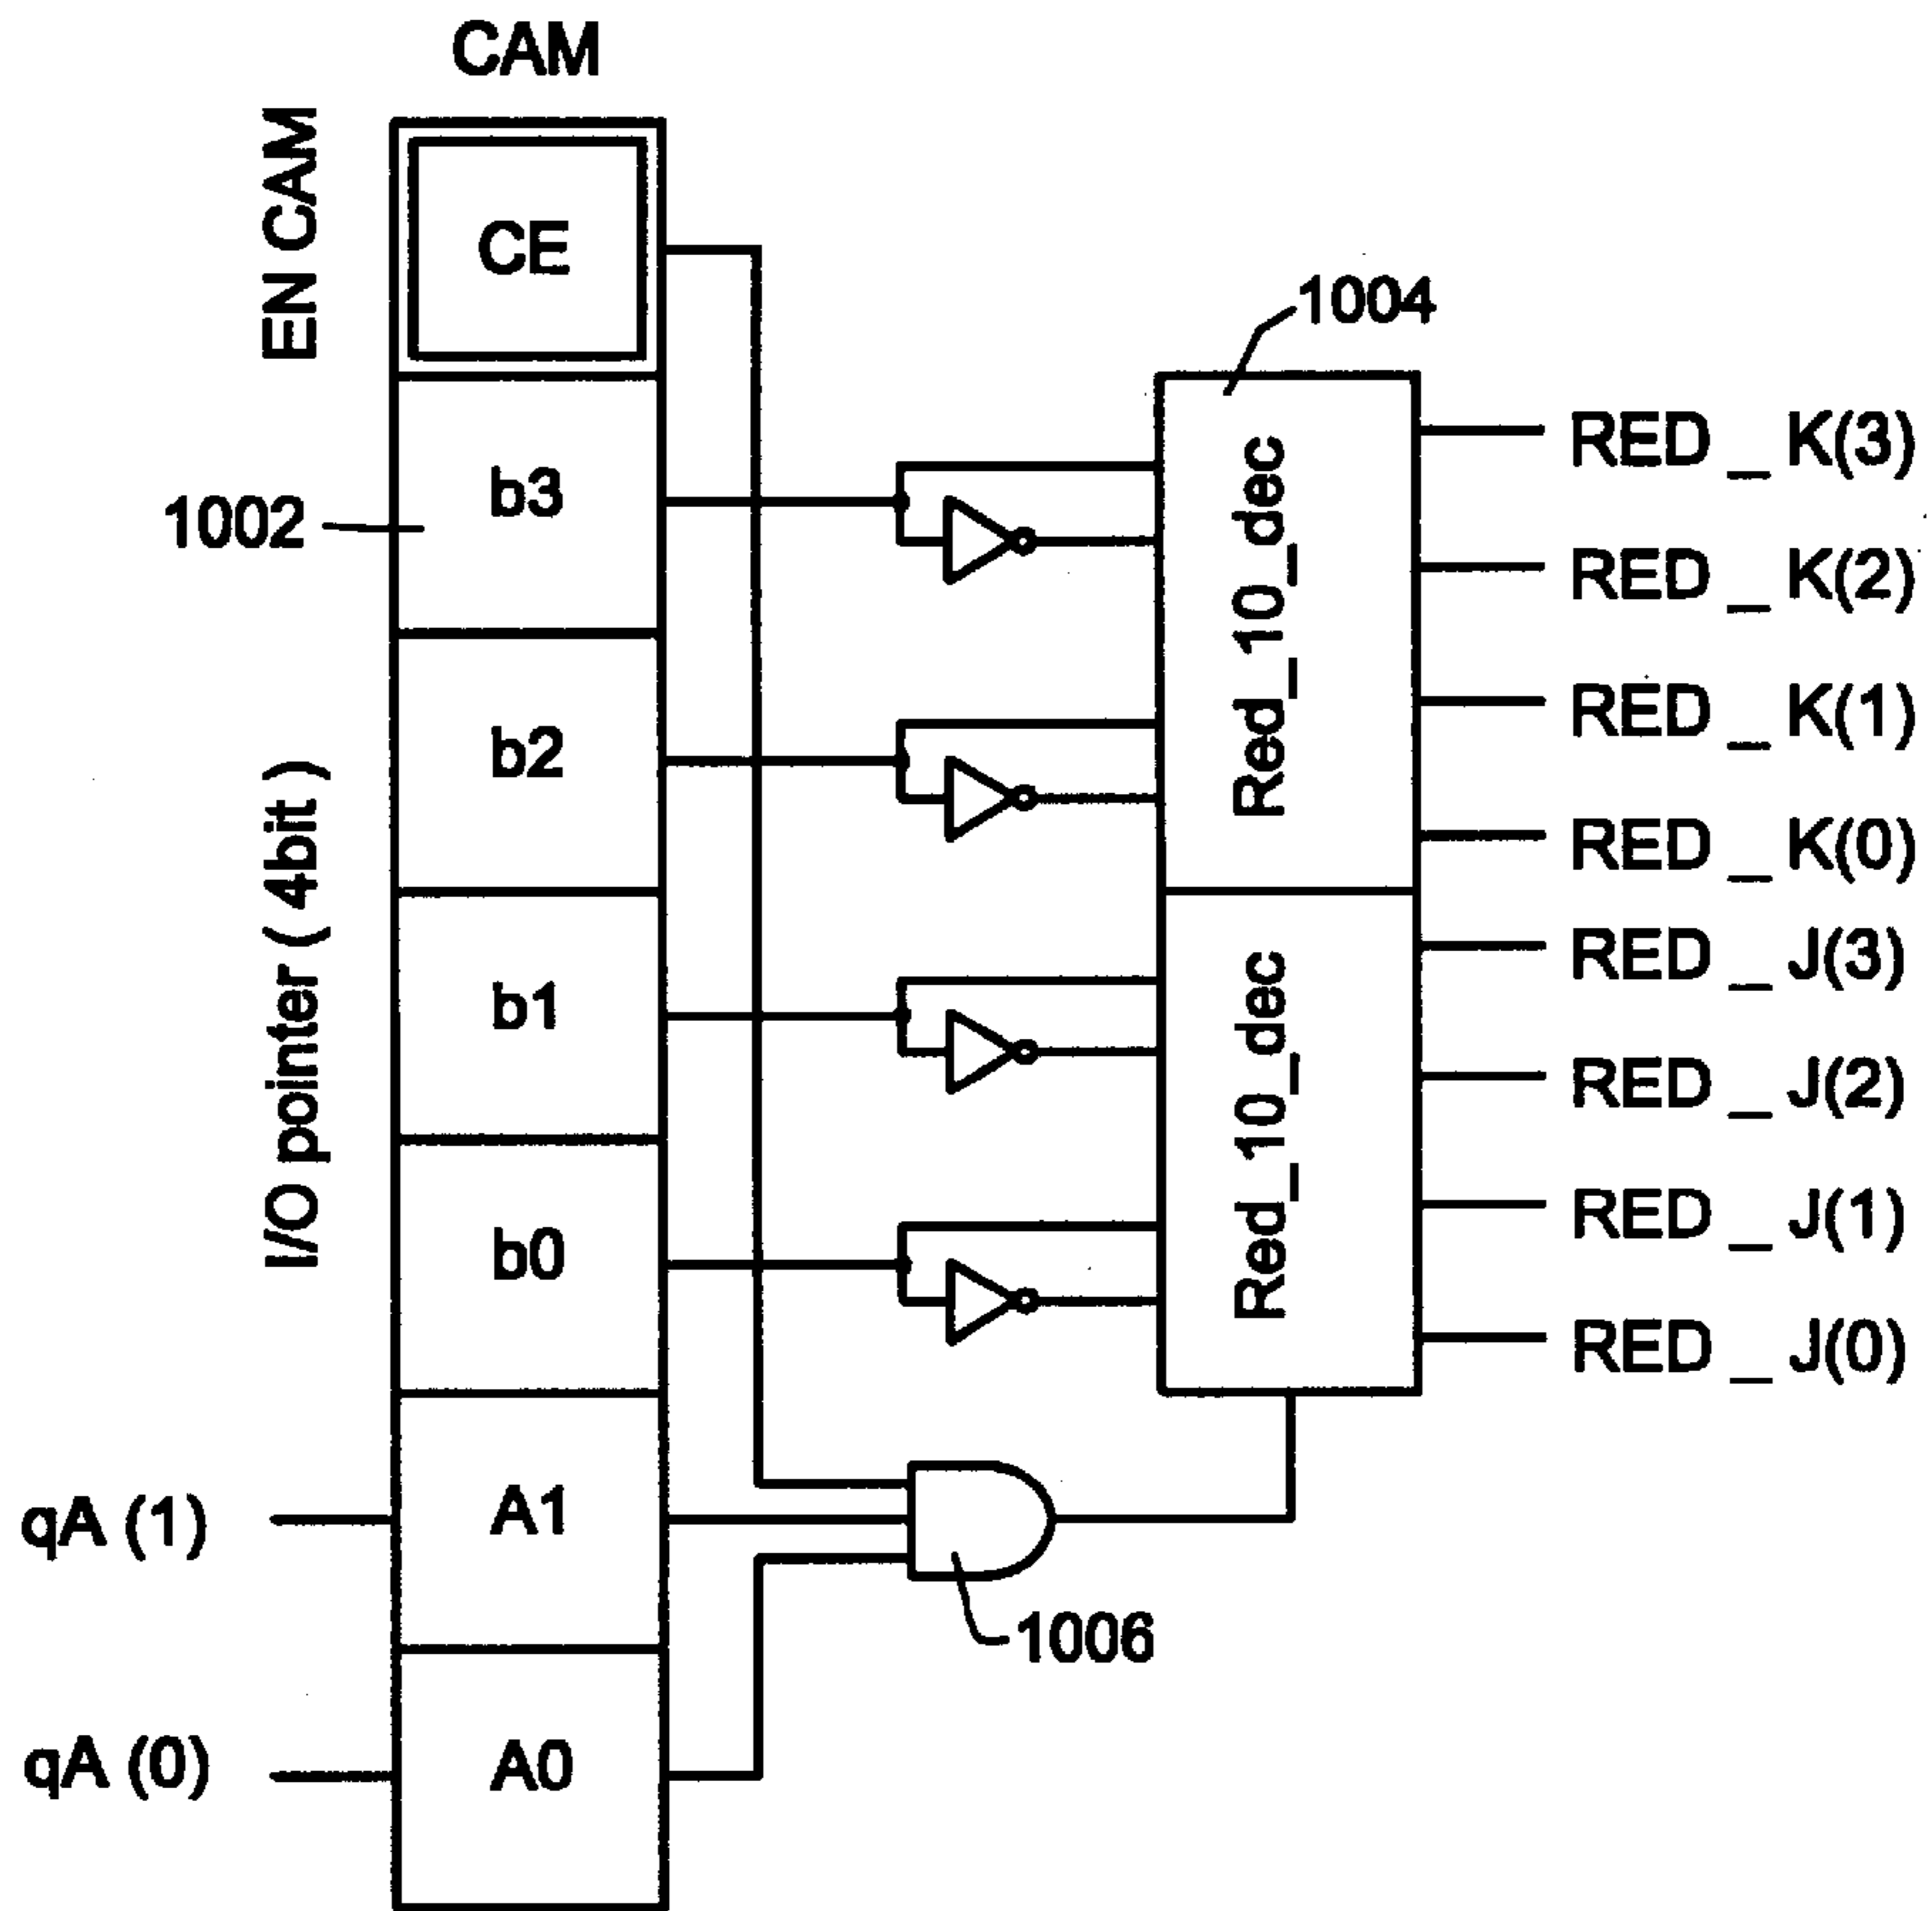 CAM
EN CAM
CE
1004
RED _ K(3)
b3
1002
Red_10_dec
RED _ K(2)
RED _ K(1)
b2
I/O pointer ( 4bit )
RED _ K(0)
RED _ J(3)
b1
Red_10_dec
RED _ J(2)
RED _ J(1)
b0
RED _ J(0)
qA (1)
A1
1006
qA (0)
A0